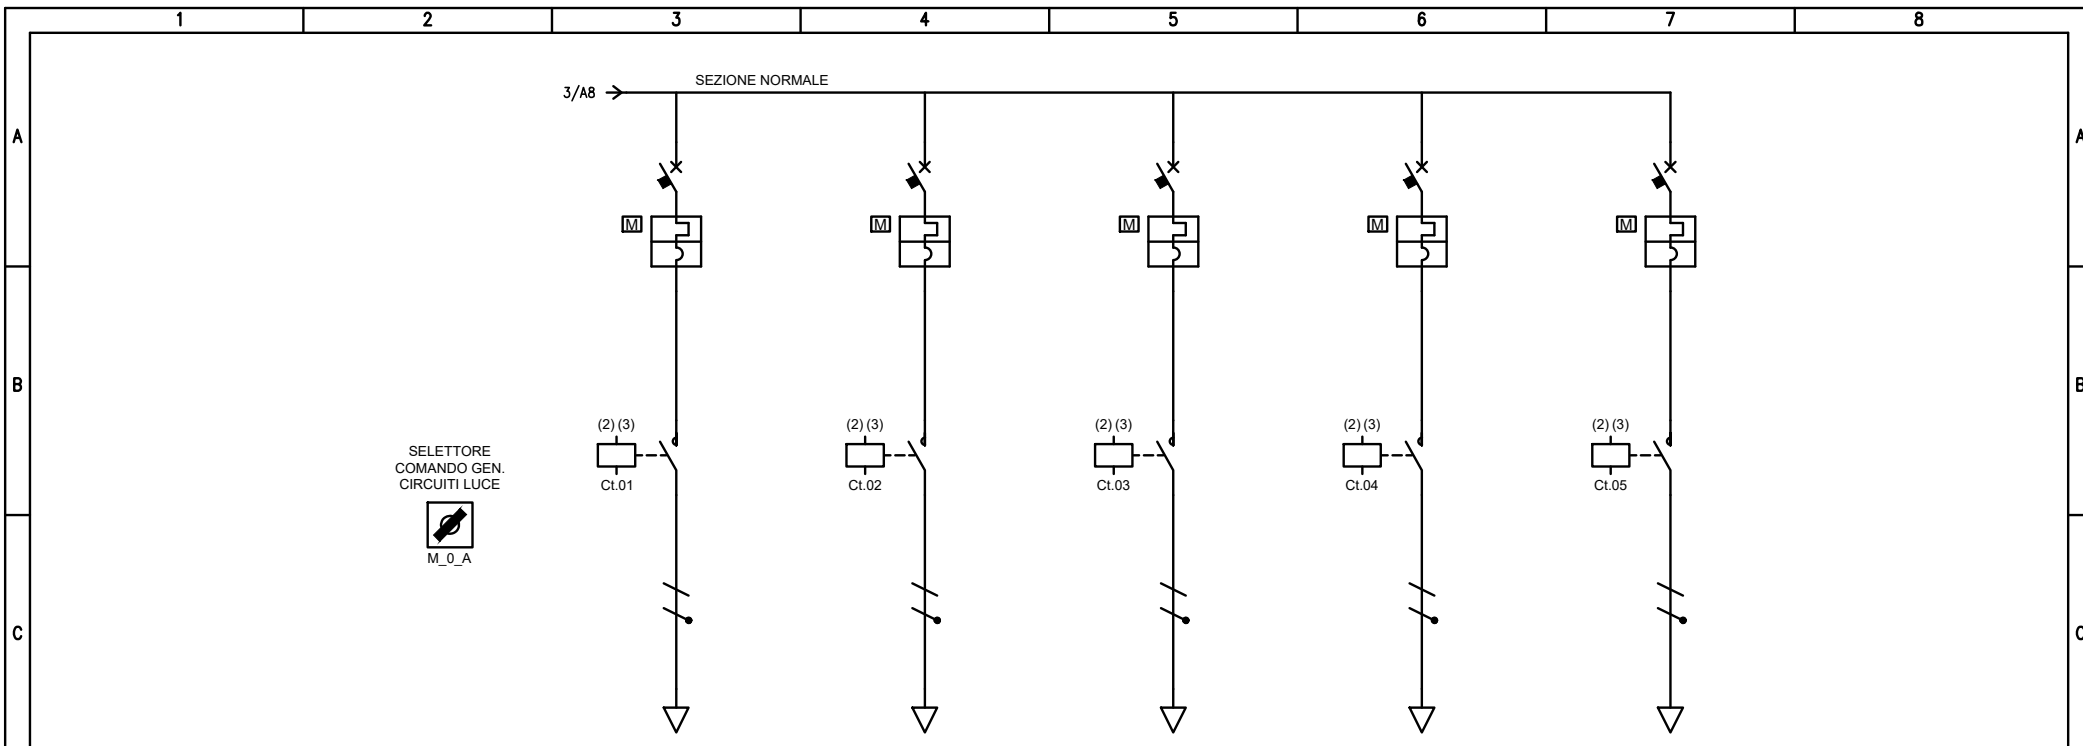 1 2 3 4 5 6 7 8
SEZIONE NORMALE
3/A8
A A
M M M M M
B B
(2)(3) (2)(3) (2)(3) (2)(3) (2)(3)
SELETTORE
COMANDO GEN.
CIRCUITI LUCE
Ct.01 Ct.02 Ct.03 Ct.04 Ct.05
M_0_A
C C